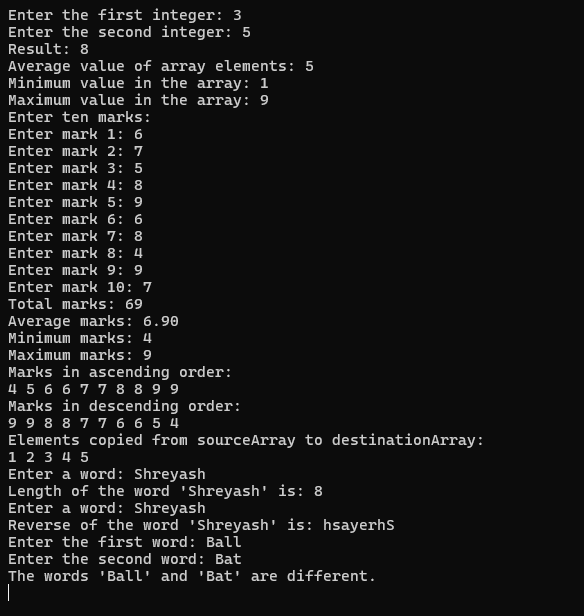 Enter the first integer: 3
Enter the second integer: 5
Result: 8
Average value of array elements: 5
Minimum value in the array: 1
Maximum value in the array: 9
Enter ten marks:
Enter mark 1: 6
Enter mark 2: 7
Enter mark 3: 5
Enter mark 4: 8
Enter mark 5: 9
Enter mark 6: 6
Enter mark 7: 8
Enter mark 8: 4
Enter mark 9: 9
Enter mark 10: 7
Total marks: 69
Average marks: 6.90
Minimum marks: 4
Maximum marks: 9
Marks in ascending order:
4 5 6 6 7 7 8 8 9 9
Marks in descending order:
9 9 8 8 7 7 6 6 5 4
Elements copied from sourceArray to destinationArray:
1 2 3 4 5
Enter a word: Shreyash
Length of the word 'Shreyash' is: 8
Enter a word: Shreyash
Reverse of the word 'Shreyash' is: hsayerhS
Enter the first word: Ball
Enter the second word: Bat
The words 'Ball' and 'Bat' are different.